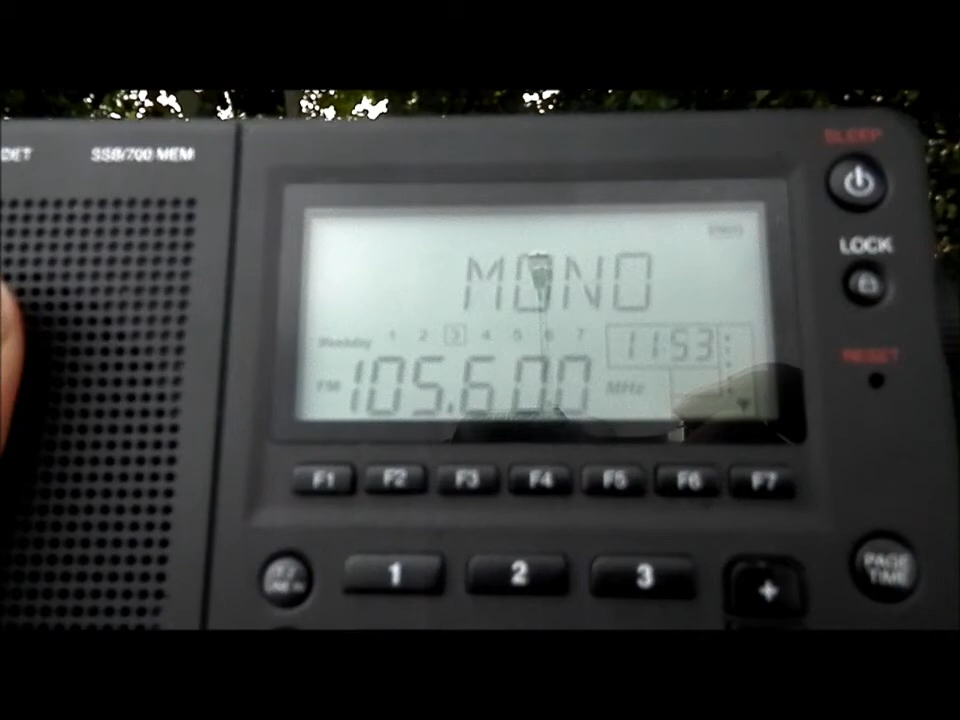 SLEEP
DET SSB/700 MEM
LOCK
MONO
Weekday 1 2 3 4 5 6 7
11:53
RESET
FM 105.600 MHz
F1 F2 F3 F4 F5 F6 F7
1 2 3 +
PAGE
TIME